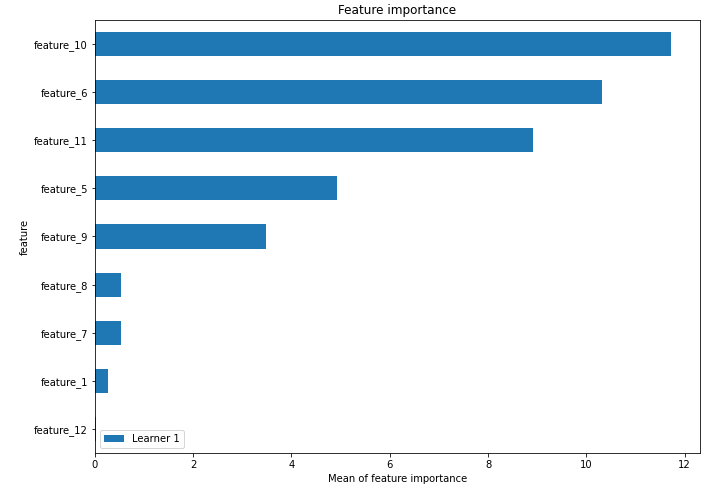 Feature importance
feature_10
feature_6
feature_11
feature_5
feature_9
feature_8
feature_7
feature_1
feature_12
feature
Learner 1
0 2 4 6 8 10 12
Mean of feature importance